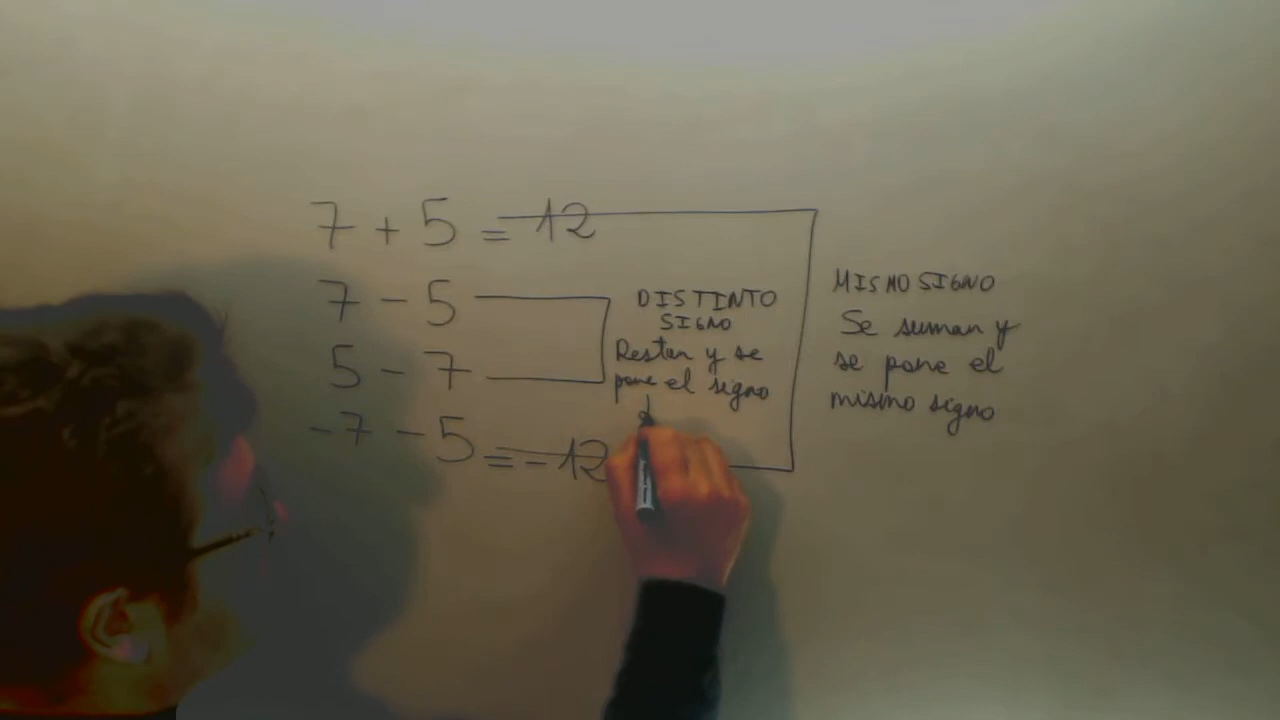 7 + 5 = 12
7 - 5
5 - 7
-7 - 5 = -12
DISTINTO
SIGNO
Restan y se
pone el signo
MISMO SIGNO
Se suman y
se pone el
mismo signo